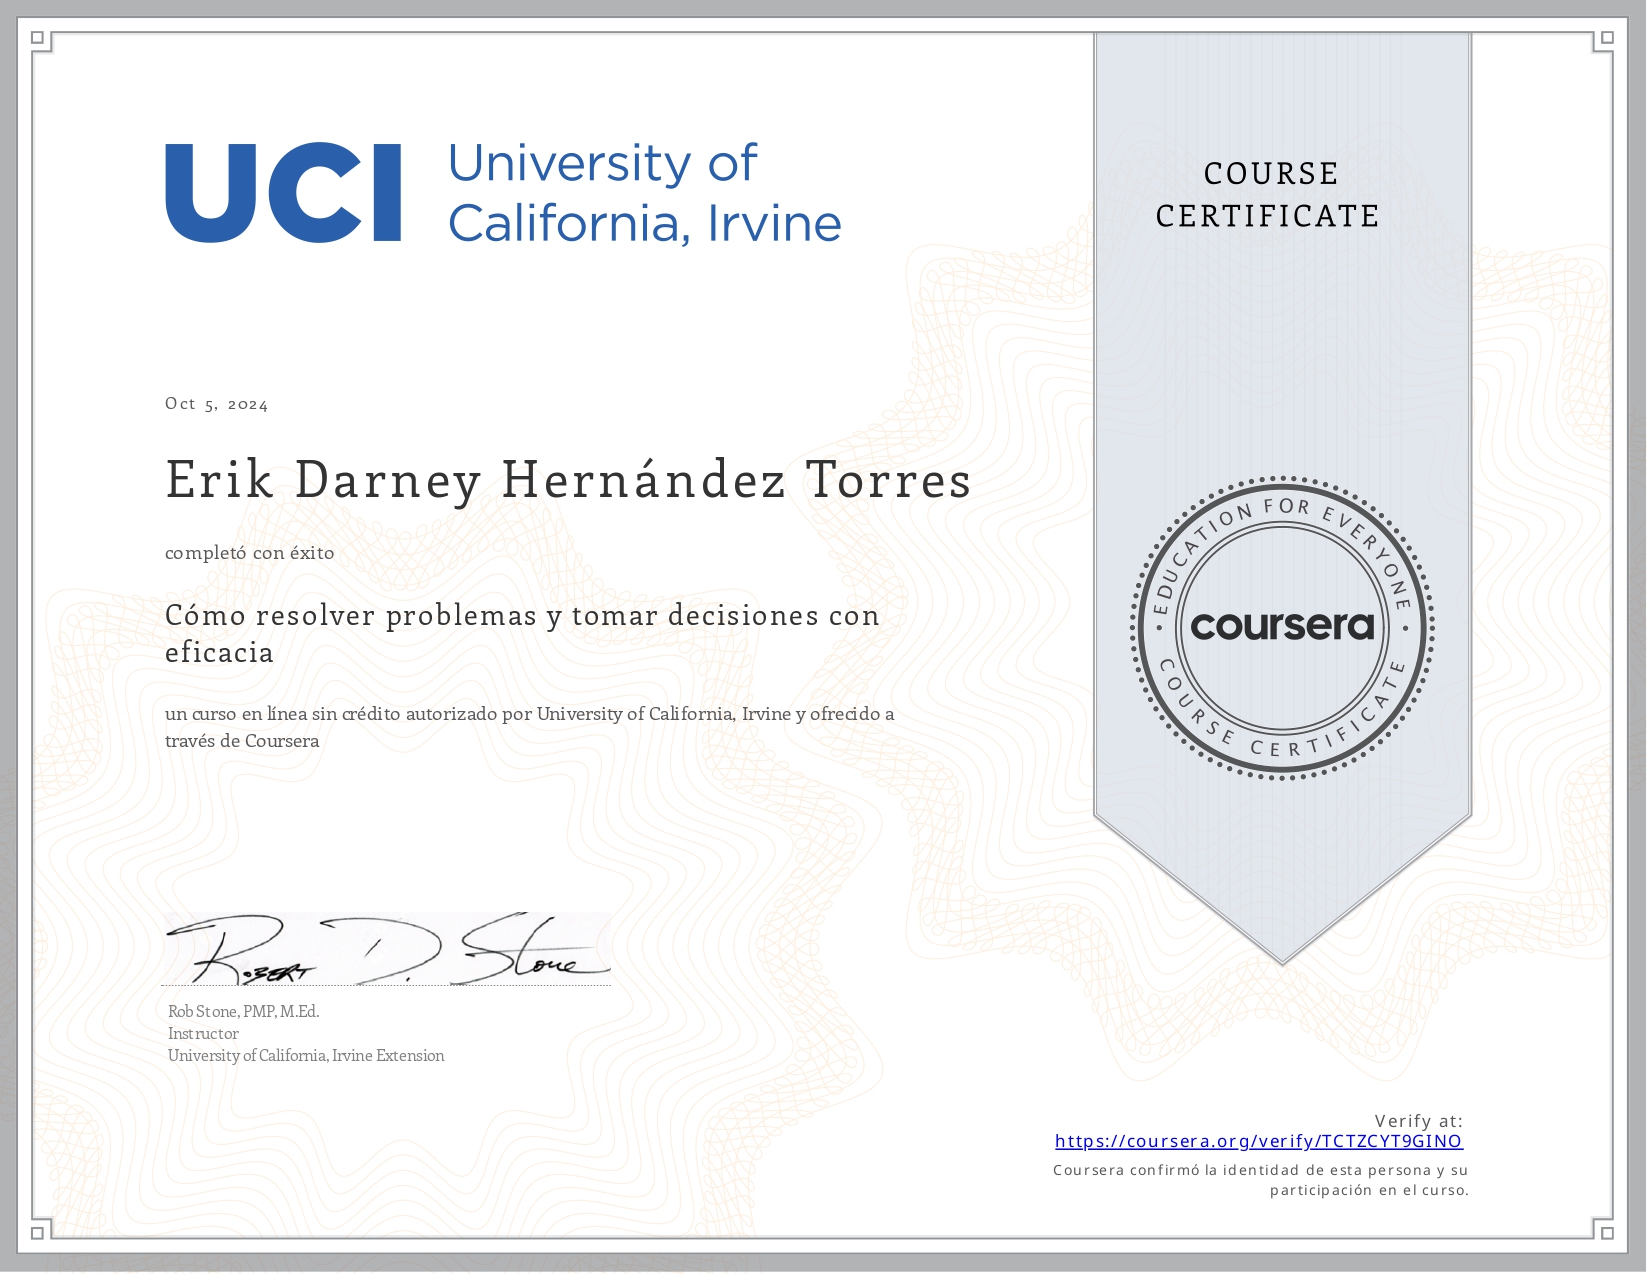 UCI University of
California, Irvine
COURSE
CERTIFICATE
Oct 5, 2024
Erik Darney Hernández Torres
completó con éxito
Cómo resolver problemas y tomar decisiones con
eficacia
un curso en línea sin crédito autorizado por University of California, Irvine y ofrecido a
través de Coursera
EDUCATION FOR EVERYONE
coursera
COURSE CERTIFICATE
Robert D. Stone
Rob Stone, PMP, M.Ed.
Instructor
University of California, Irvine Extension
Verify at:
https://coursera.org/verify/TCTZCYT9GINO
Coursera confirmó la identidad de esta persona y su
participación en el curso.